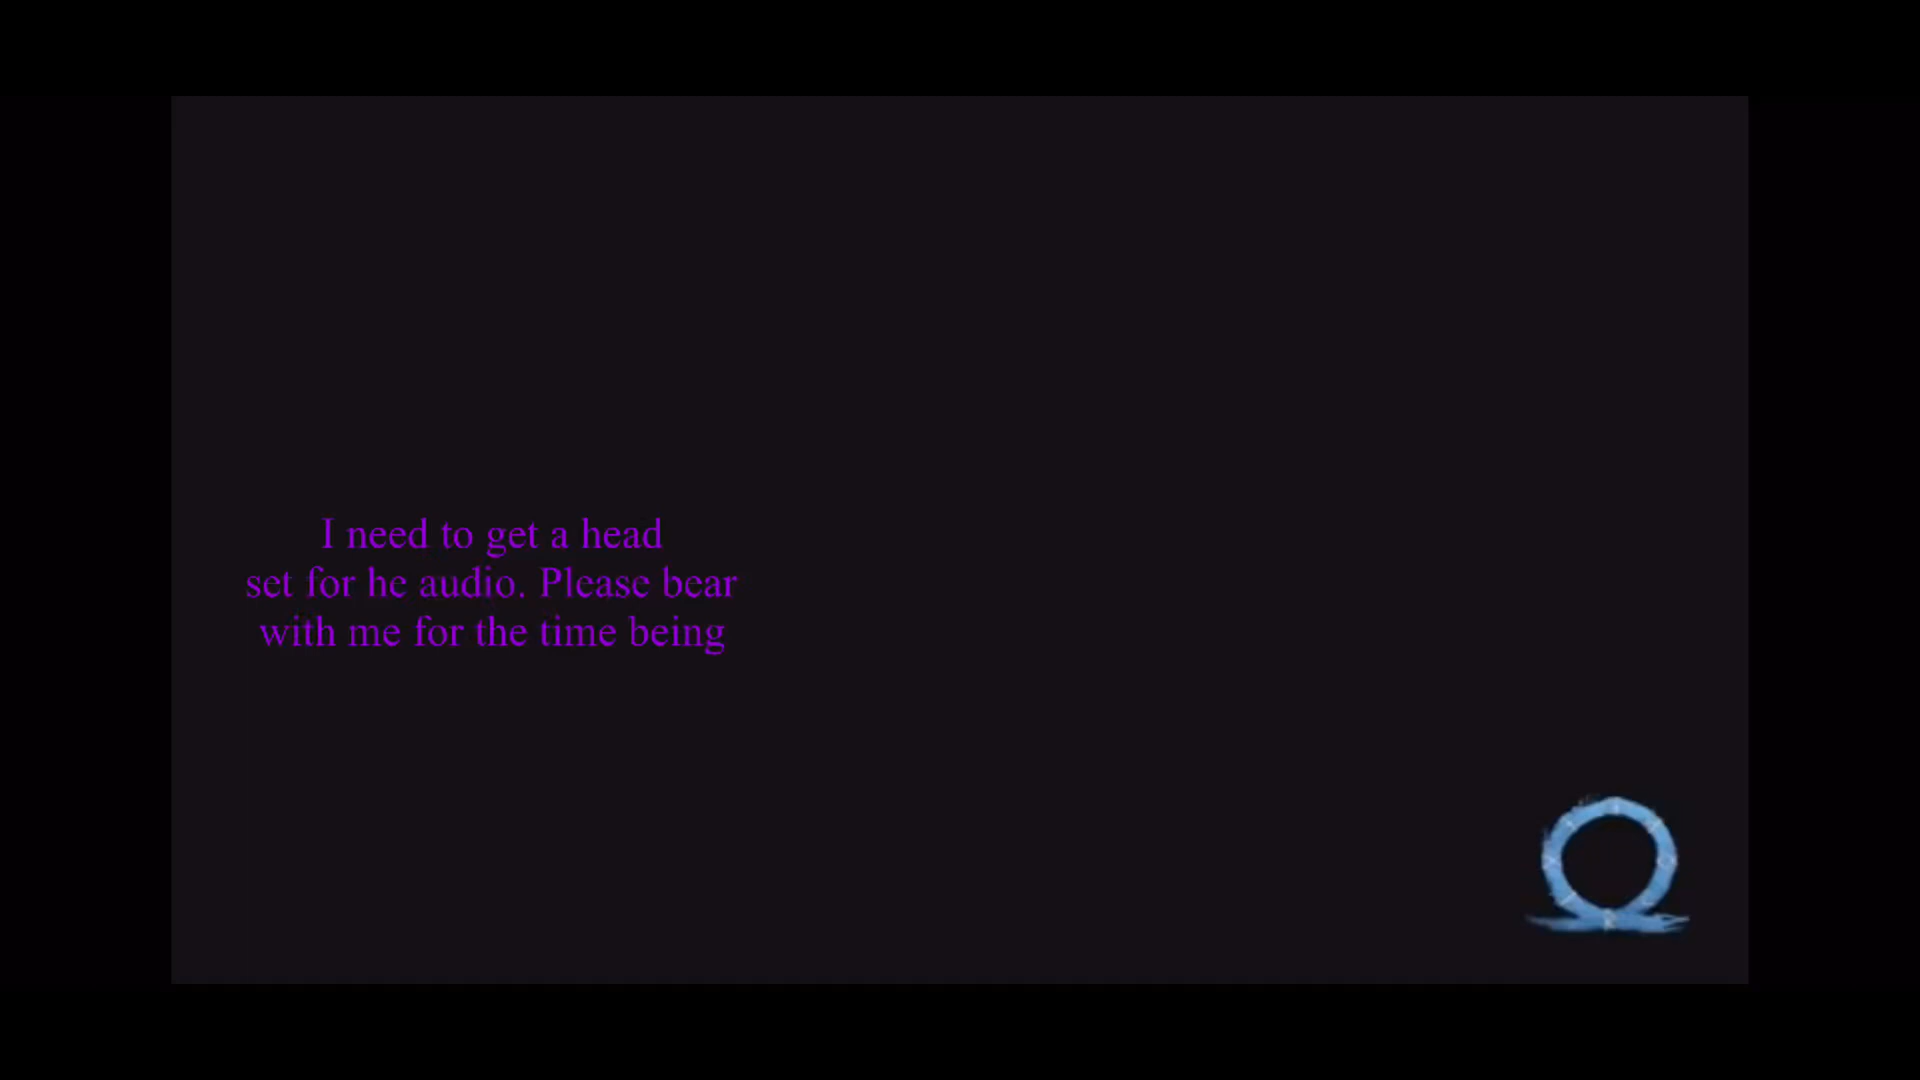 I need to get a head
set for he audio. Please bear
with me for the time being